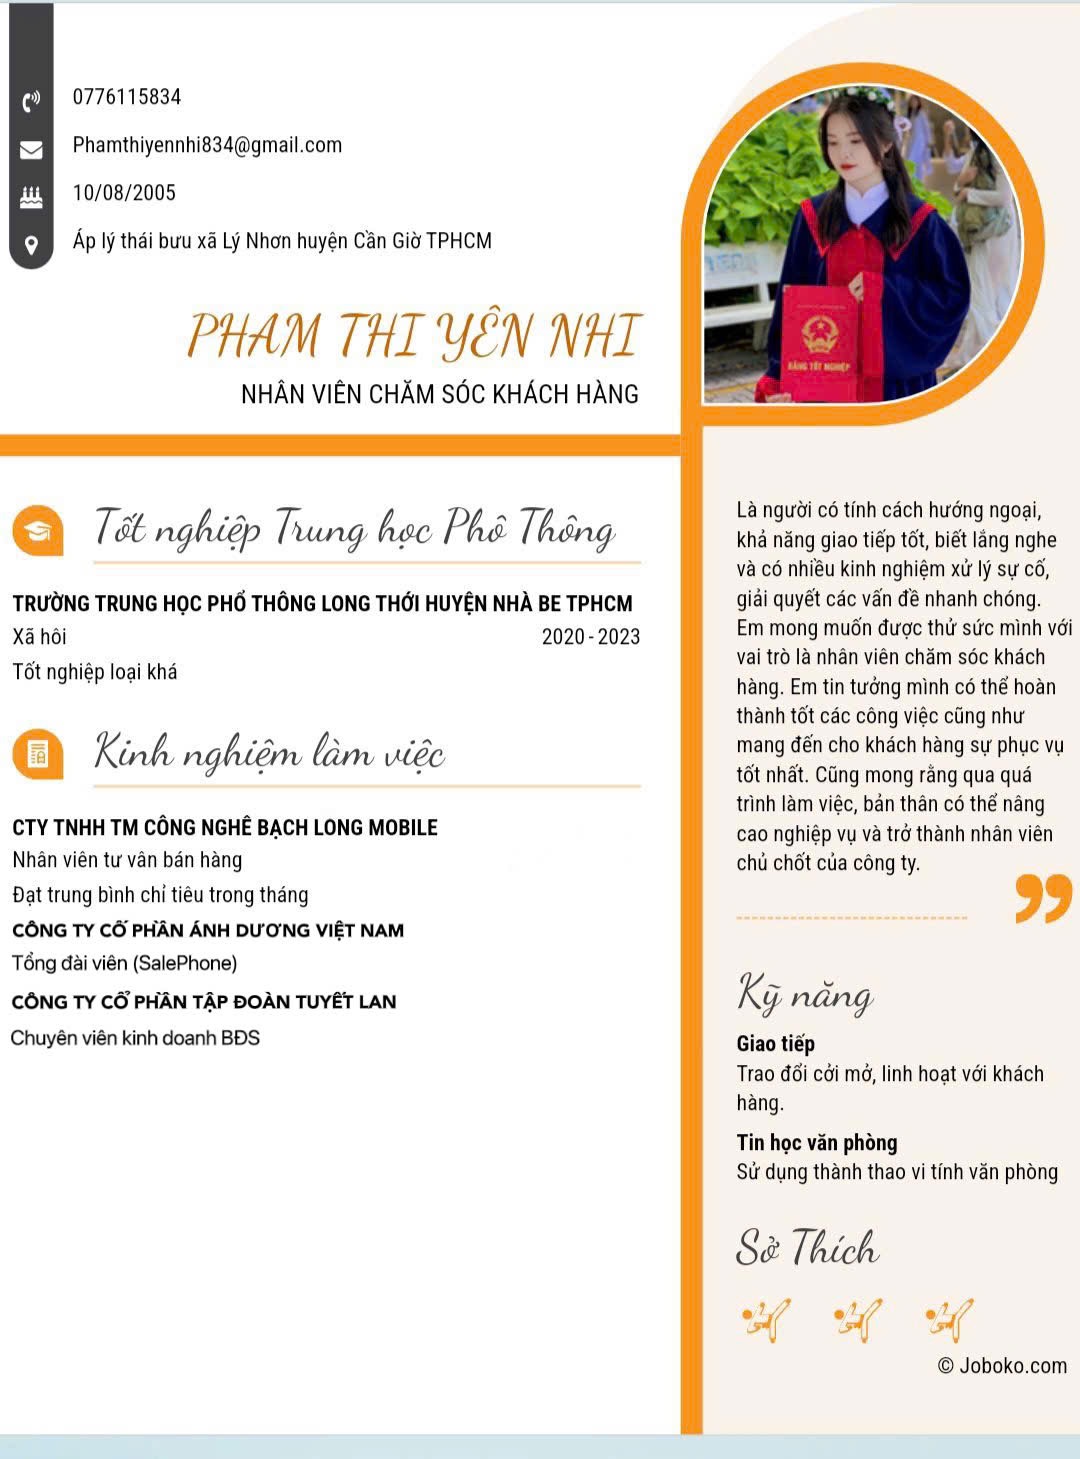 0776115834
Phamthiyennhi834@gmail.com
10/08/2005
Áp lý thái bưu xã Lý Nhơn huyện Cần Giờ TPHCM
PHAM THI YÊN NHI
NHÂN VIÊN CHĂM SÓC KHÁCH HÀNG
BẰNG TỐT NGHIỆP
Tốt nghiệp Trung học Phô Thông
TRƯỜNG TRUNG HỌC PHỔ THÔNG LONG THỚI HUYỆN NHÀ BE TPHCM
Xã hôi 2020 - 2023
Tốt nghiệp loại khá
Kinh nghiệm làm việc
CTY TNHH TM CÔNG NGHÊ BẠCH LONG MOBILE
Nhân viên tư vân bán hàng
Đạt trung bình chỉ tiêu trong tháng
CÔNG TY CỔ PHẦN ÁNH DƯƠNG VIỆT NAM
Tổng đài viên (SalePhone)
CÔNG TY CỔ PHẦN TẬP ĐOÀN TUYẾT LAN
Chuyên viên kinh doanh BĐS
Là người có tính cách hướng ngoại,
khả năng giao tiếp tốt, biết lắng nghe
và có nhiều kinh nghiệm xử lý sự cố,
giải quyết các vấn đề nhanh chóng.
Em mong muốn được thử sức mình với
vai trò là nhân viên chăm sóc khách
hàng. Em tin tưởng mình có thể hoàn
thành tốt các công việc cũng như
mang đến cho khách hàng sự phục vụ
tốt nhất. Cũng mong rằng qua quá
trình làm việc, bản thân có thể nâng
cao nghiệp vụ và trở thành nhân viên
chủ chốt của công ty.
Kỹ năng
Giao tiếp
Trao đổi cởi mở, linh hoạt với khách
hàng.
Tin học văn phòng
Sử dụng thành thao vi tính văn phòng
Sở Thích
© Joboko.com